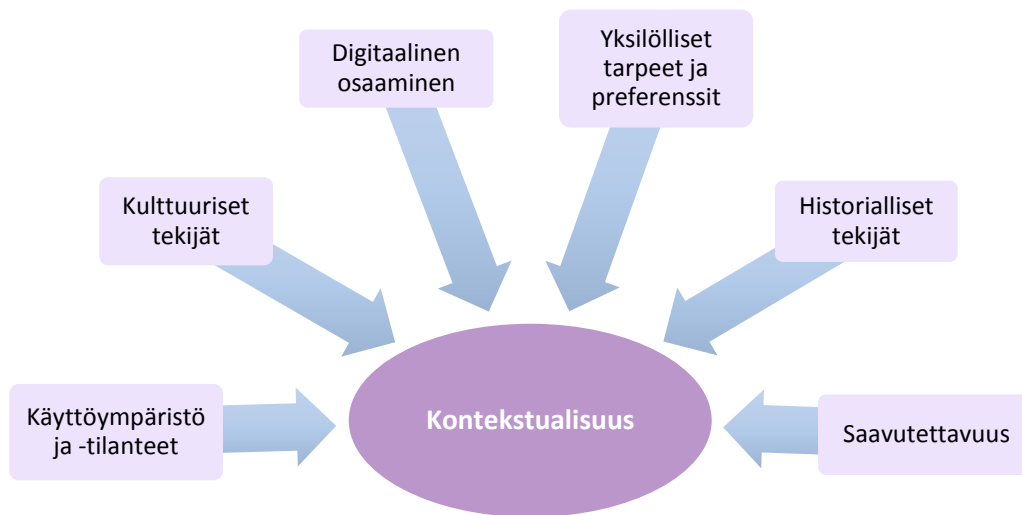 Digitaalinen
osaaminen
Yksilölliset
tarpeet ja
preferenssit
Kulttuuriset
tekijät
Historialliset
tekijät
Käyttöympäristö
ja -tilanteet
Kontekstualisuus
Saavutettavuus